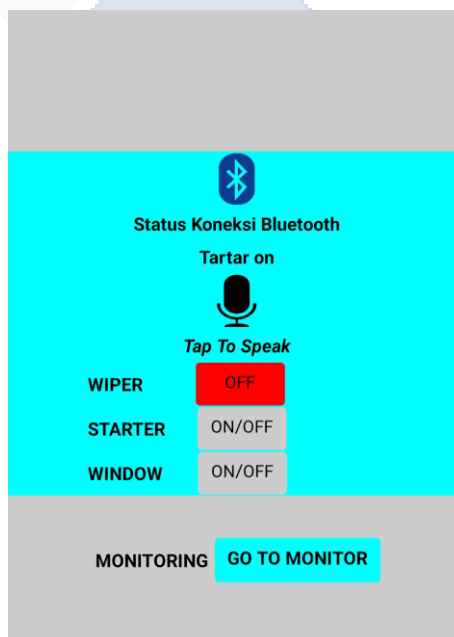 Status Koneksi Bluetooth
Tartar on
Tap To Speak
WIPER OFF
STARTER ON/OFF
WINDOW ON/OFF
MONITORING GO TO MONITOR